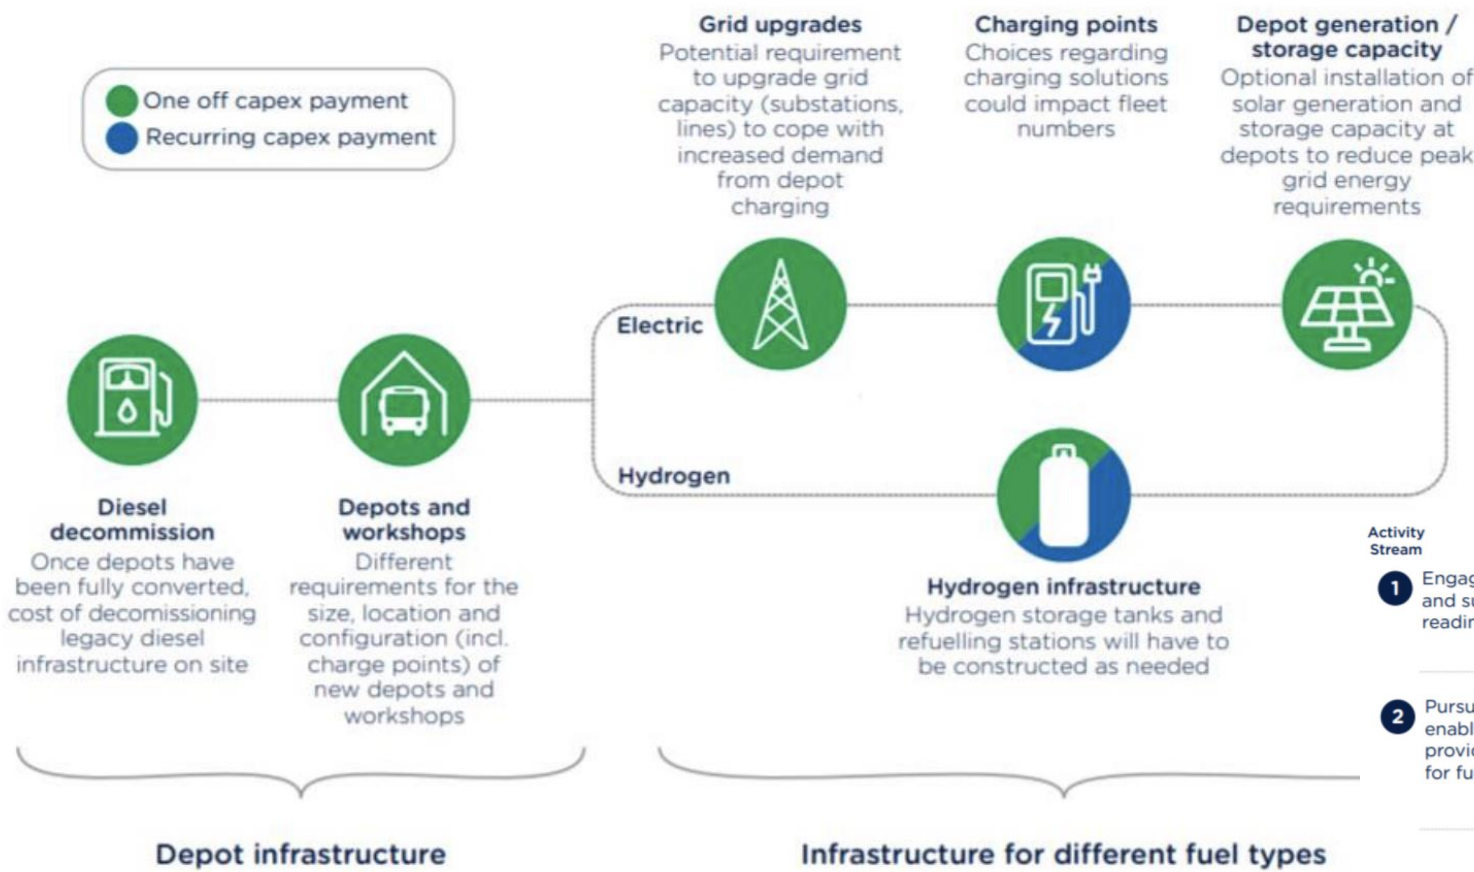 One off capex payment
Recurring capex payment
Grid upgrades
Potential requirement
to upgrade grid
capacity (substations,
lines) to cope with
increased demand
from depot
charging
Charging points
Choices regarding
charging solutions
could impact fleet
numbers
Depot generation /
storage capacity
Optional installation of
solar generation and
storage capacity at
depots to reduce peak
grid energy
requirements
Electric
Hydrogen
Diesel
decommission
Once depots have
been fully converted,
cost of decomissioning
legacy diesel
infrastructure on site
Depots and
workshops
Different
requirements for the
size, location and
configuration (incl.
charge points) of
new depots and
workshops
Hydrogen infrastructure
Hydrogen storage tanks and
refuelling stations will have to
be constructed as needed
Activity
Stream
1
and
2
for
Depot infrastructure
Infrastructure for different fuel types